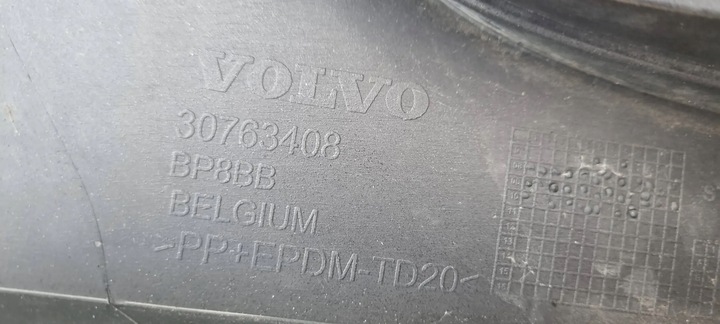 VOLVO
30763408
BP8BB
BELGIUM
>PP+EPDM-TD20<